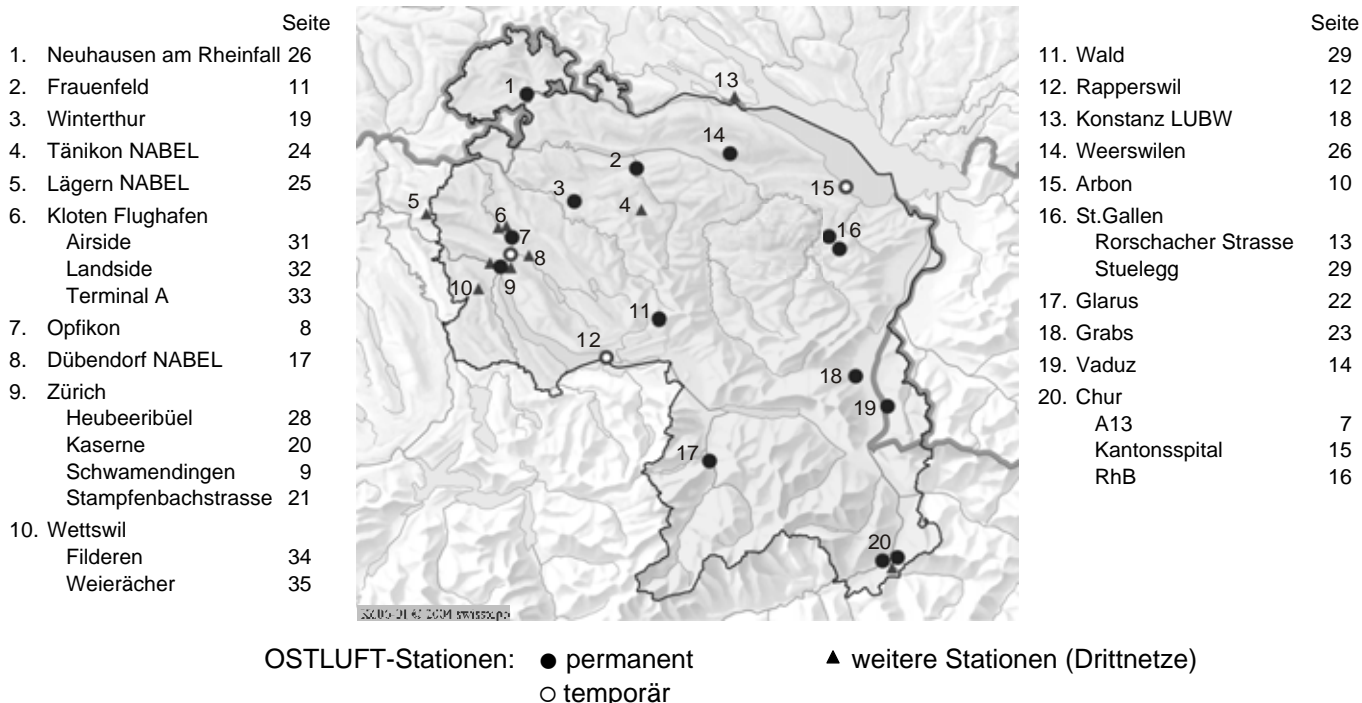 Seite
1. Neuhausen am Rheinfall 26
2. Frauenfeld 11
3. Winterthur 19
4. Tänikon NABEL 24
5. Lägern NABEL 25
6. Kloten Flughafen
Airside 31
Landside 32
Terminal A 33
7. Opfikon 8
8. Dübendorf NABEL 17
9. Zürich
Heubeeribüel 28
Kaserne 20
Schwamendingen 9
Stampfenbachstrasse 21
10. Wettswil
Filderen 34
Weierächer 35
1
13
14
2
15
3
4
5
6
7
16
8
9
10
11
12
18
19
17
20
Seite
11. Wald 29
12. Rapperswil 12
13. Konstanz LUBW 18
14. Weerswilen 26
15. Arbon 10
16. St.Gallen
Rorschacher Strasse 13
Stuelegg 29
17. Glarus 22
18. Grabs 23
19. Vaduz 14
20. Chur
A13 7
Kantonsspital 15
RhB 16
OSTLUFT-Stationen: ● permanent ▲ weitere Stationen (Drittnetze)
○ temporär